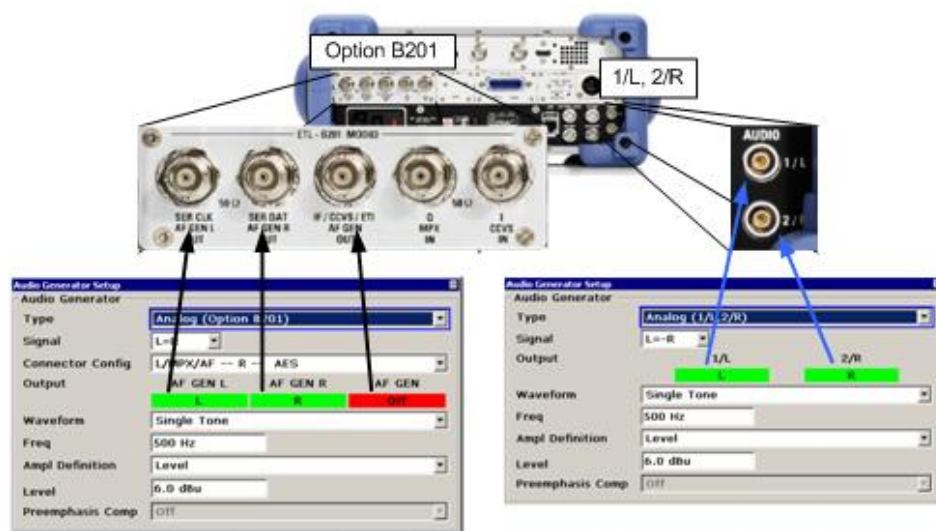 Option B201
1/L, 2/R
ETL - B201 MOD03
50 Ω
50 Ω
SER CLK
AF GEN L
OUT
SER DAT
AF GEN R
OUT
IF / CCVS / ETI
AF GEN
OUT
Q
MPX
IN
I
CCVS
IN
AUDIO
1/L
2/
Audio Generator Setup
Audio Generator
Type Analog (Option B201)
Signal L=R
Connector Config L/MPX/AF -- R -- AES
Output AF GEN L AF GEN R AF GEN
L R Off
Waveform Single Tone
Freq 500 Hz
Ampl Definition Level
Level 6.0 dBu
Preemphasis Comp Off
Audio Generator Setup
Audio Generator
Type Analog (1/L,2/R)
Signal L=-R
Output 1/L 2/R
L R
Waveform Single Tone
Freq 500 Hz
Ampl Definition Level
Level 6.0 dBu
Preemphasis Comp Off